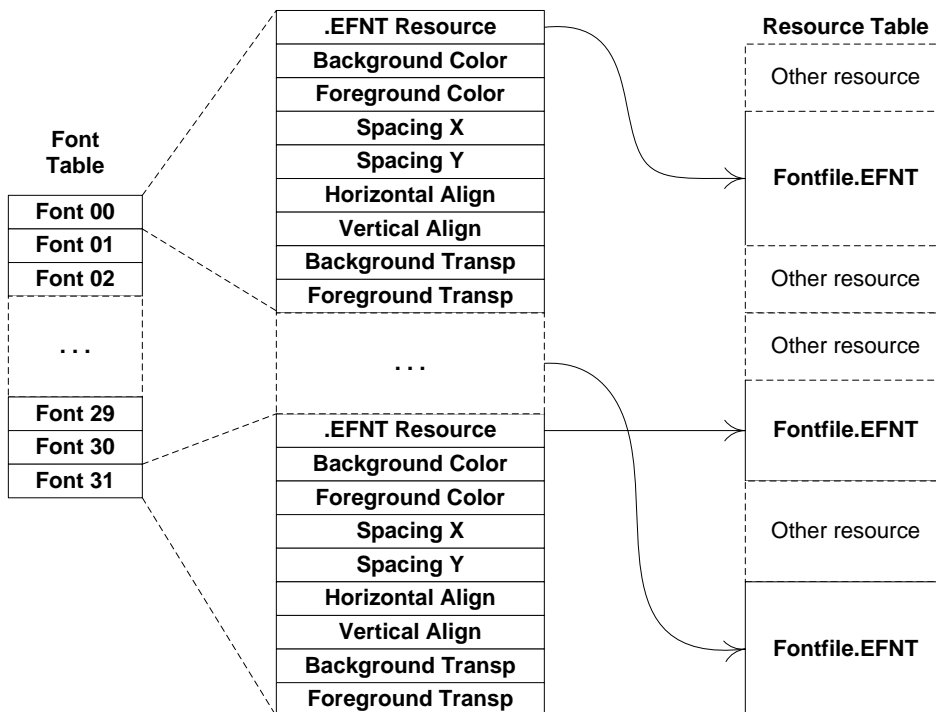 Font
Table
Font 00
Font 01
Font 02
. . .
Font 29
Font 30
Font 31
.EFNT Resource
Background Color
Foreground Color
Spacing X
Spacing Y
Horizontal Align
Vertical Align
Background Transp
Foreground Transp
. . .
.EFNT Resource
Background Color
Foreground Color
Spacing X
Spacing Y
Horizontal Align
Vertical Align
Background Transp
Foreground Transp
Resource Table
Other resource
Fontfile.EFNT
Other resource
Other resource
Fontfile.EFNT
Other resource
Fontfile.EFNT